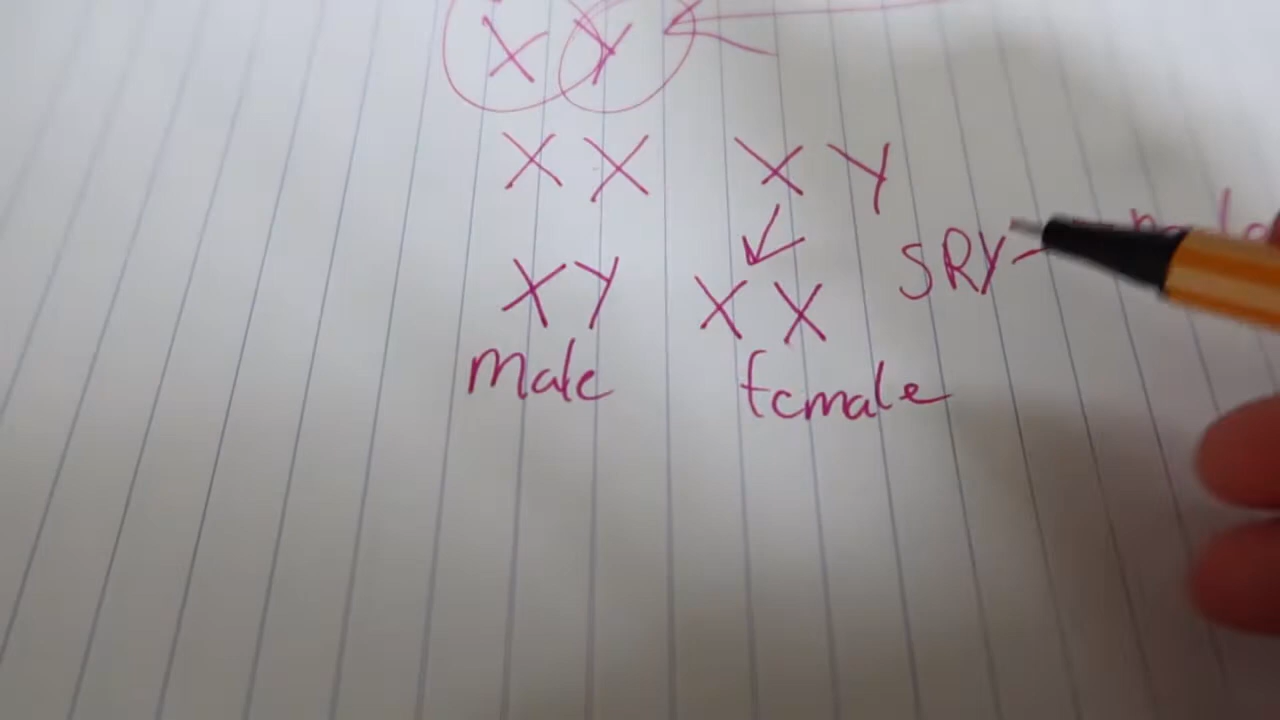 X Y
X X X Y
SRY
X Y X X
male female